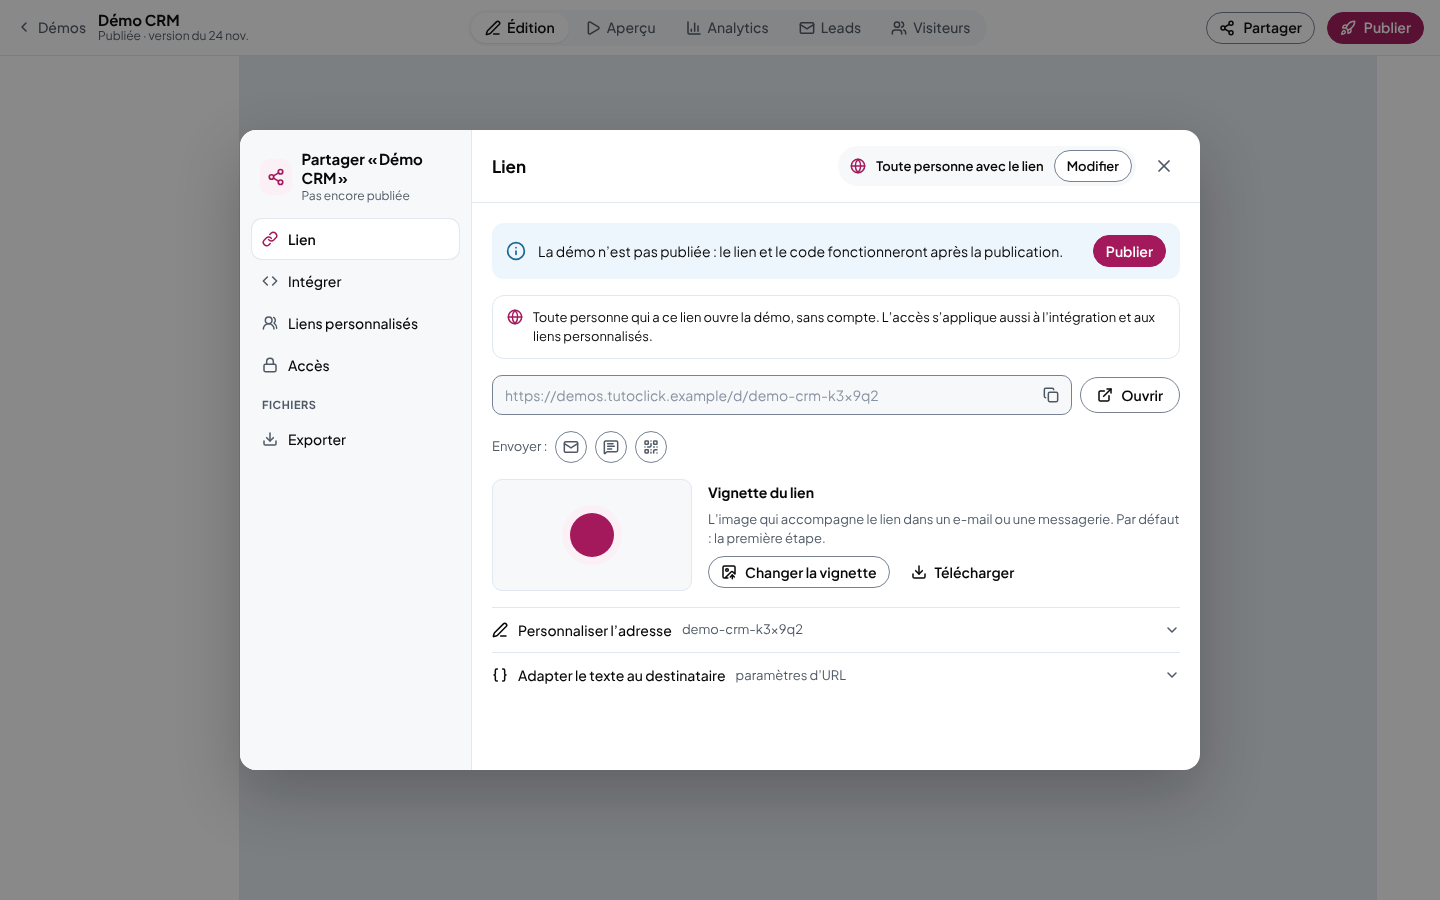 Démos
Démo CRM
Publiée · version du 24 nov.
Édition
Aperçu
Analytics
Leads
Visiteurs
Partager
Publier
Partager « Démo
CRM »
Pas encore publiée
Lien
Intégrer
Liens personnalisés
Accès
FICHIERS
Exporter
Lien
Toute personne avec le lien
Modifier
La démo n’est pas publiée : le lien et le code fonctionneront après la publication.
Publier
Toute personne qui a ce lien ouvre la démo, sans compte. L’accès s’applique aussi à l’intégration et aux
liens personnalisés.
https://demos.tutoclick.example/d/demo-crm-k3x9q2
Ouvrir
Envoyer :
Vignette du lien
L’image qui accompagne le lien dans un e-mail ou une messagerie. Par défaut
: la première étape.
Changer la vignette
Télécharger
Personnaliser l’adresse
demo-crm-k3x9q2
Adapter le texte au destinataire
paramètres d’URL